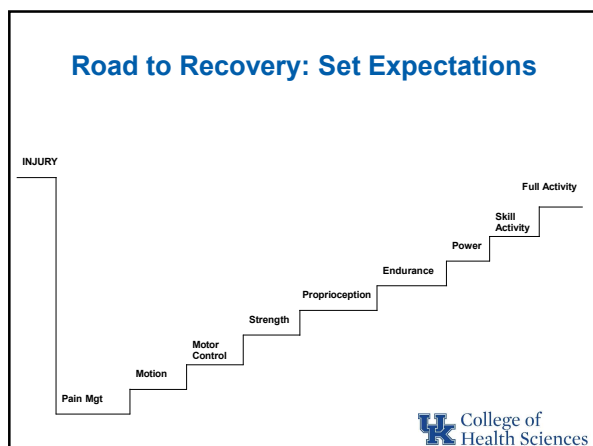 Road to Recovery: Set Expectations
INJURY
Full Activity
Skill
Activity
Power
Endurance
Proprioception
Strength
Motor
Control
Motion
Pain Mgt
UK College of
Health Sciences